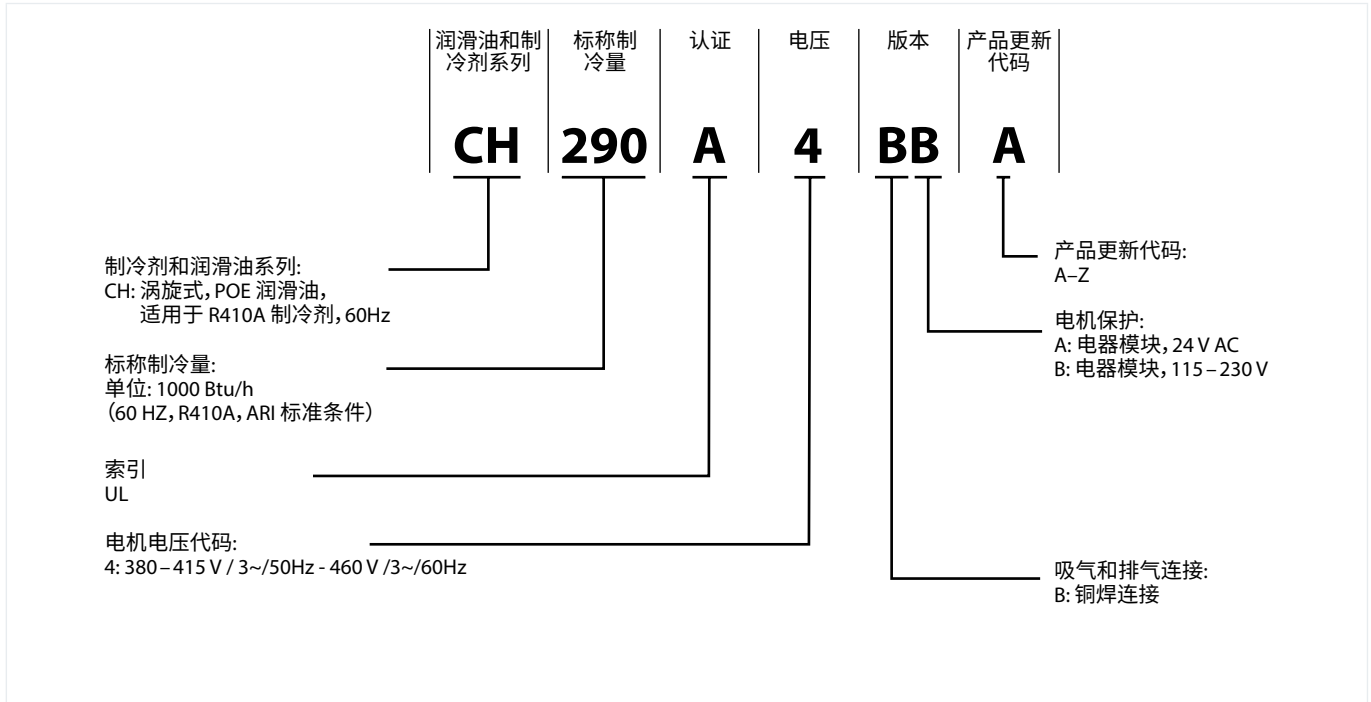 润滑油和制
冷剂系列
标称制
冷量
认证
电压
版本
产品更新
代码
CH 290 A 4 BB A
制冷剂和润滑油系列:
CH: 涡旋式, POE 润滑油,
适用于 R410A 制冷剂, 60Hz
标称制冷量:
单位: 1000 Btu/h
(60 HZ, R410A, ARI 标准条件)
索引
UL
电机电压代码:
4: 380–415 V / 3~/50Hz - 460 V /3~/60Hz
产品更新代码:
A–Z
电机保护:
A: 电器模块, 24 V AC
B: 电器模块, 115–230 V
吸气和排气连接:
B: 铜焊连接